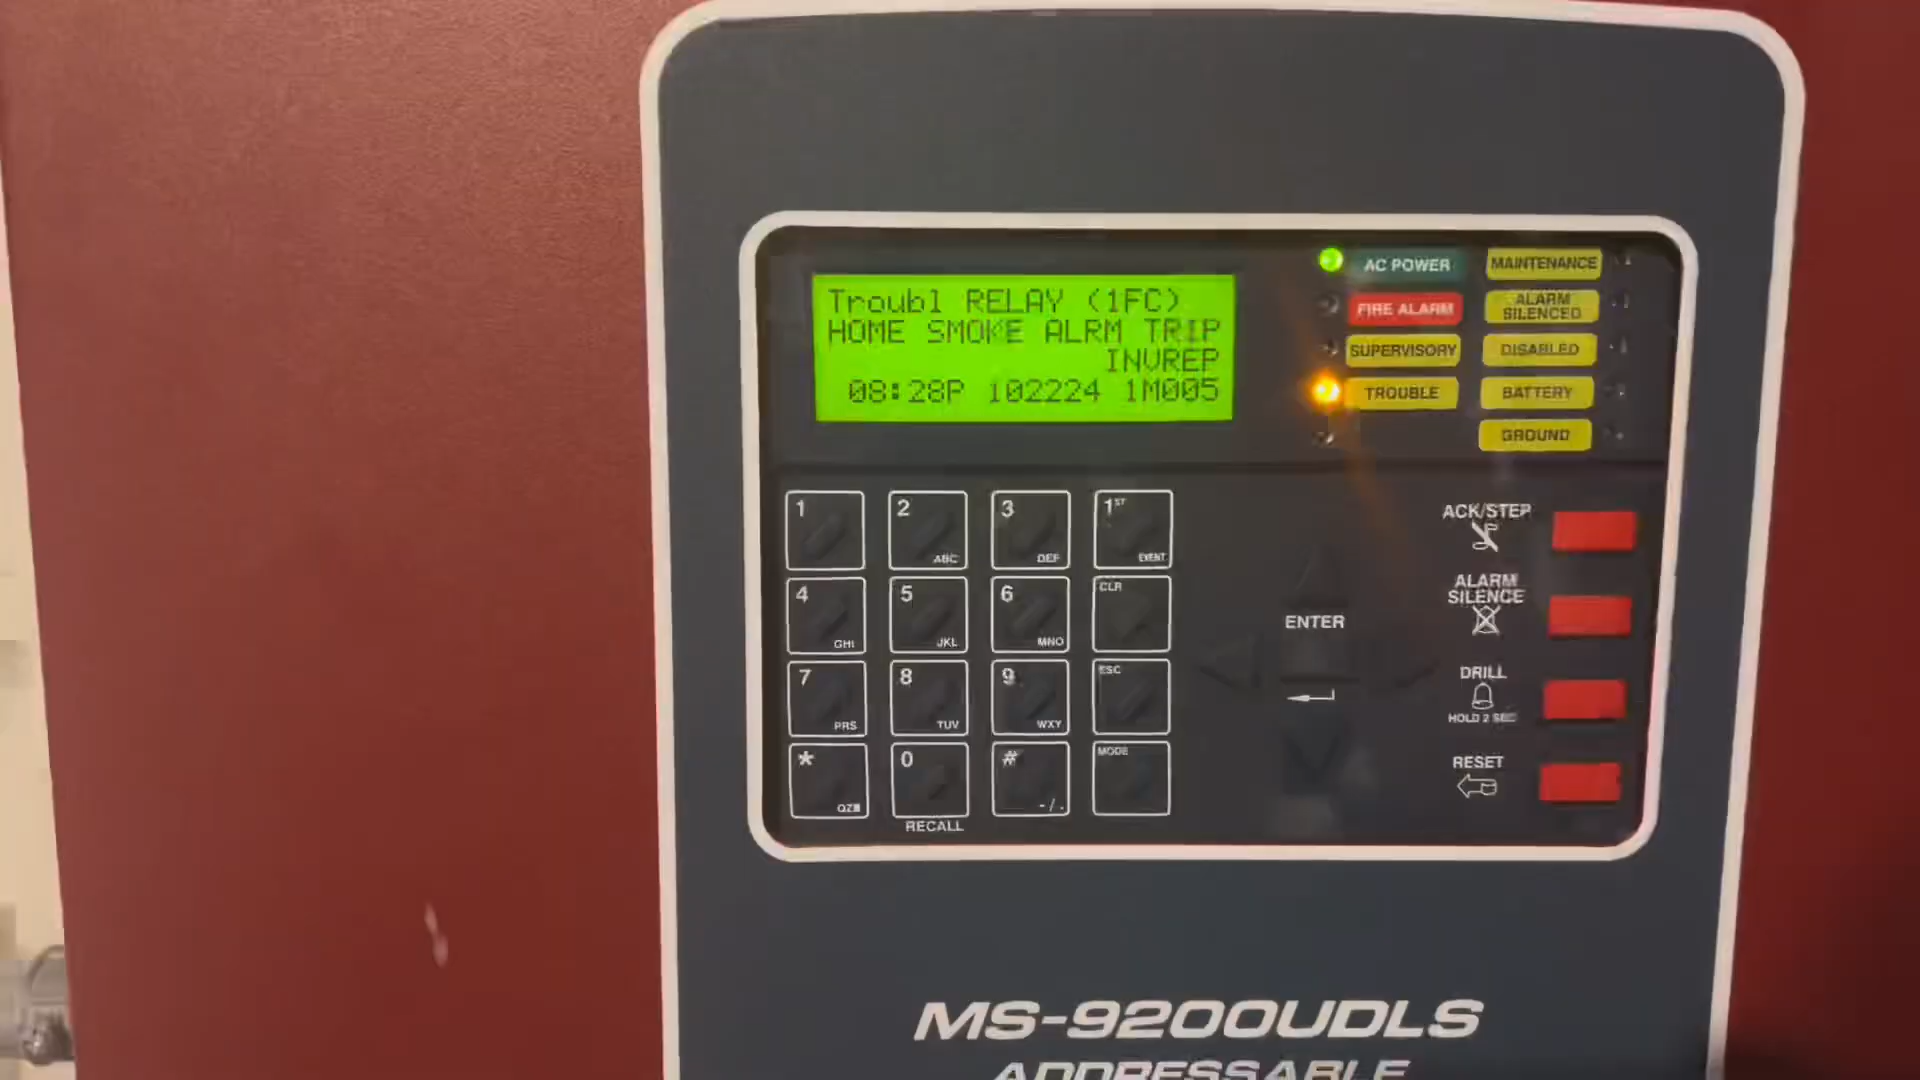 Troubl RELAY (1FC)
HOME SMOKE ALRM TRIP
INVREP
08:28P 102224 1M005
AC POWER
MAINTENANCE
FIRE ALARM
ALARM
SILENCED
SUPERVISORY
DISABLED
TROUBLE
BATTERY
GROUND
1
2
ABC
3
DEF
1ST
EVENT
4
GHI
5
JKL
6
MNO
CLR
7
PRS
8
TUV
9
WXY
ESC
*
0
#
- / .
MODE
RECALL
ENTER
ACK/STEP
ALARM
SILENCE
DRILL
HOLD 2 SEC
RESET
MS-9200UDLS
ADDRESSABLE